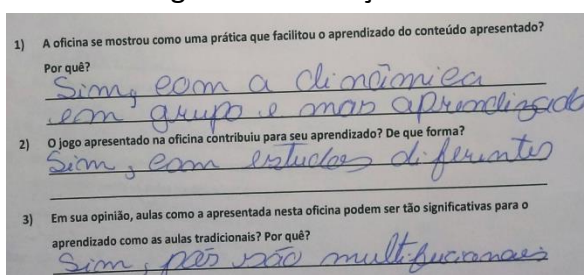 1) A oficina se mostrou como uma prática que facilitou o aprendizado do conteúdo apresentado?
Por quê?
Sim, com a dinâmica
em grupo e mais aprendizado
2) O jogo apresentado na oficina contribuiu para seu aprendizado? De que forma?
Sim, com estudos diferentes
3) Em sua opinião, aulas como a apresentada nesta oficina podem ser tão significativas para o
aprendizado como as aulas tradicionais? Por quê?
Sim, pois são multifucionais